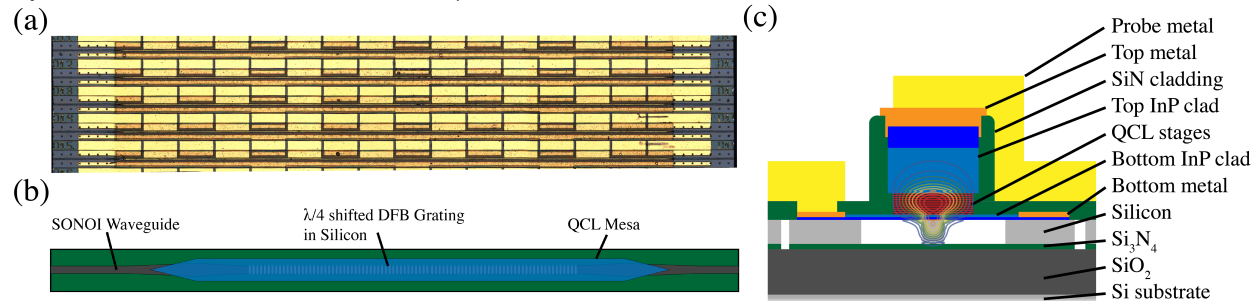 (a)
(b)
SONOI Waveguide
λ/4 shifted DFB Grating
in Silicon
QCL Mesa
(c)
Probe metal
Top metal
SiN cladding
Top InP clad
QCL stages
Bottom InP clad
Bottom metal
Silicon
Si3N4
SiO2
Si substrate